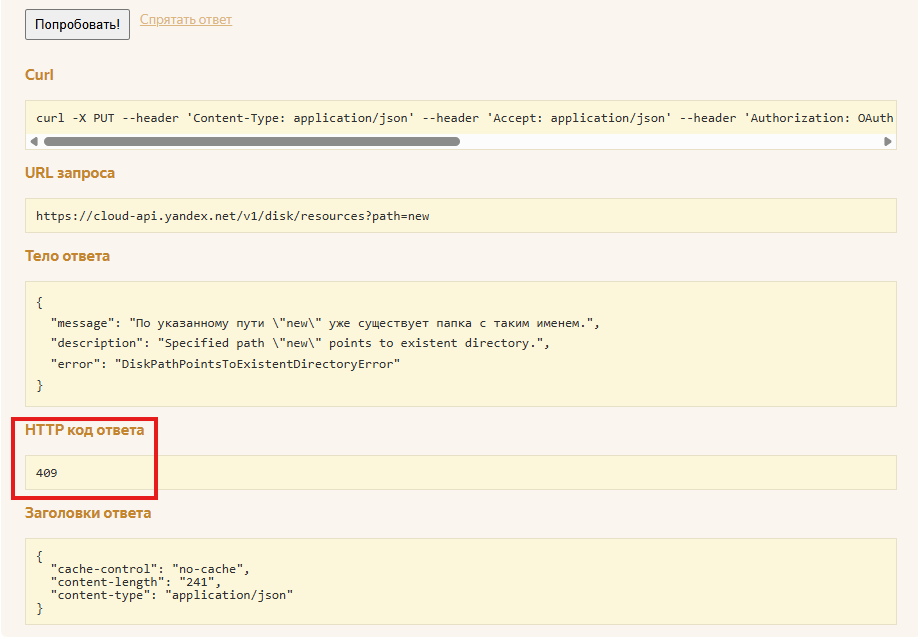 Попробовать! Спрятать ответ
Curl
curl -X PUT --header 'Content-Type: application/json' --header 'Accept: application/json' --header 'Authorization: OAuth
URL запроса
https://cloud-api.yandex.net/v1/disk/resources?path=new
Тело ответа
{
"message": "По указанному пути \"new\" уже существует папка с таким именем.",
"description": "Specified path \"new\" points to existent directory.",
"error": "DiskPathPointsToExistentDirectoryError"
}
HTTP код ответа
409
Заголовки ответа
{
"cache-control": "no-cache",
"content-length": "241",
"content-type": "application/json"
}